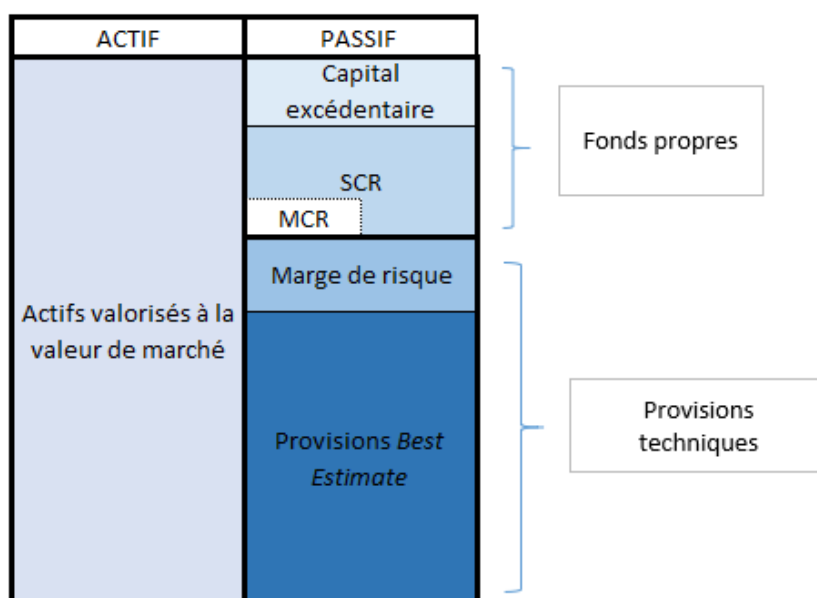 ACTIF
PASSIF
Capital
excédentaire
SCR
MCR
Fonds propres
Marge de risque
Actifs valorisés à la
valeur de marché
Provisions Best
Estimate
Provisions
techniques